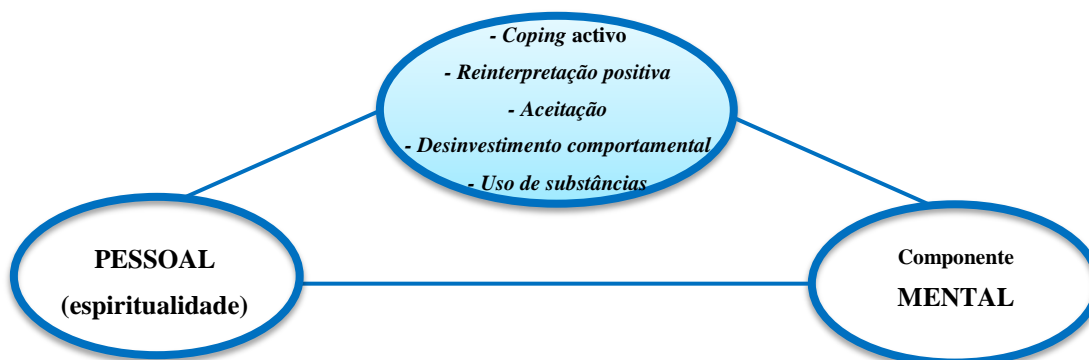 - Coping activo
- Reinterpretação positiva
- Aceitação
- Desinvestimento comportamental
- Uso de substâncias
PESSOAL
(espiritualidade)
Componente
MENTAL